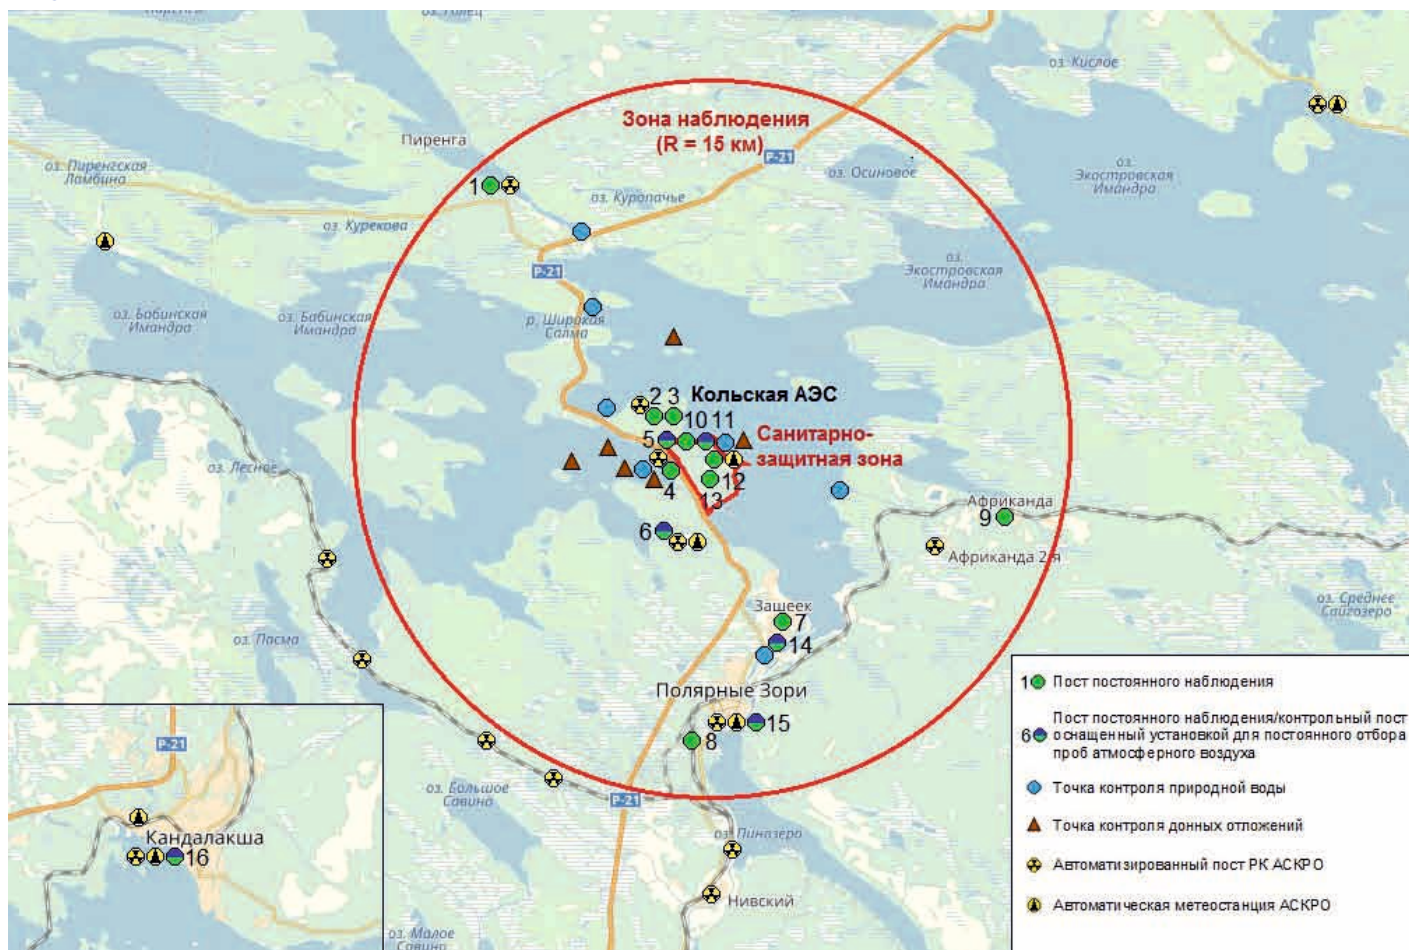 оз. Кислое
Зона наблюдения
(R = 15 км)
Пиренга
Р-21
оз. Пиренгская
Ламбина
оз. Осиновое
оз.
Экостровская
Имандра
1
оз. Куропачье
оз. Курекова
Р-21
оз.
Экостровская
Имандра
оз. Бабинская
Имандра
оз. Бабинская
Имандра
р. Широкая
Салма
2 3 Кольская АЭС
10 11
5
Санитарно-
защитная зона
оз. Лесное
4
12
13
6
Африканда
9
Африканда 2-я
Зашеек
7
оз. Среднее
Сайгозеро
оз. Пасма
14
Полярные Зори
15
8
оз. Большое
Савино
Р-21
оз. Пиназеро
Нивский
оз. Малое
Савино
Р-21
Кандалакша
16
1 Пост постоянного наблюдения
Пост постоянного наблюдения/контрольный пост
6 оснащенный установкой для постоянного отбора
проб атмосферного воздуха
Точка контроля природной воды
Точка контроля донных отложений
Автоматизированный пост РК АСКРО
Автоматическая метеостанция АСКРО